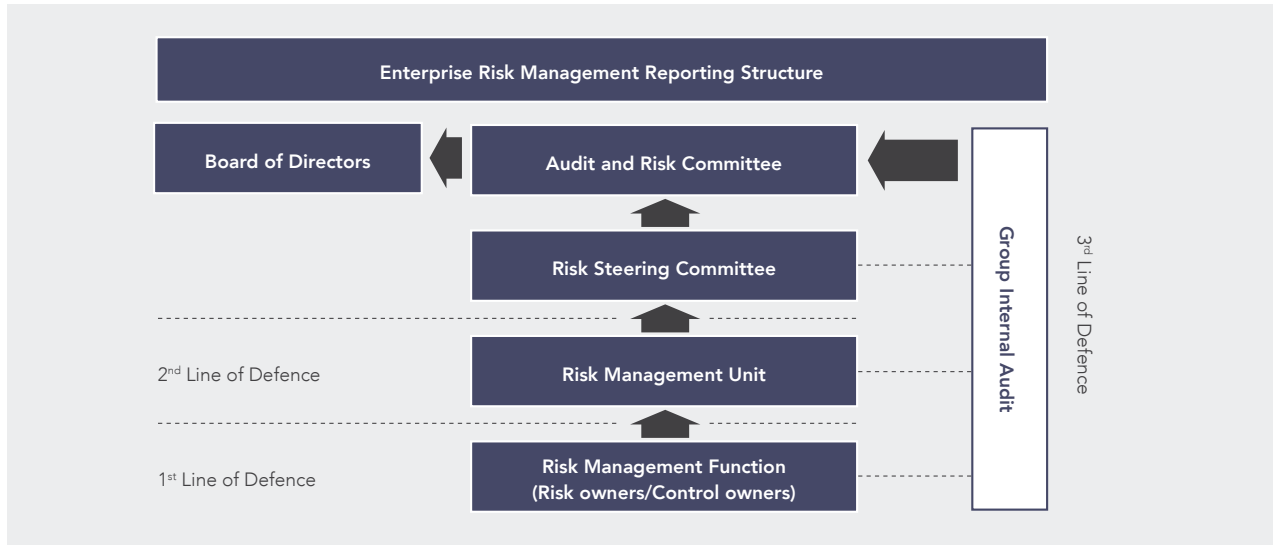 Enterprise Risk Management Reporting Structure
Board of Directors
Audit and Risk Committee
Risk Steering Committee
Group Internal Audit
3rd Line of Defence
2nd Line of Defence
Risk Management Unit
1st Line of Defence
Risk Management Function
(Risk owners/Control owners)